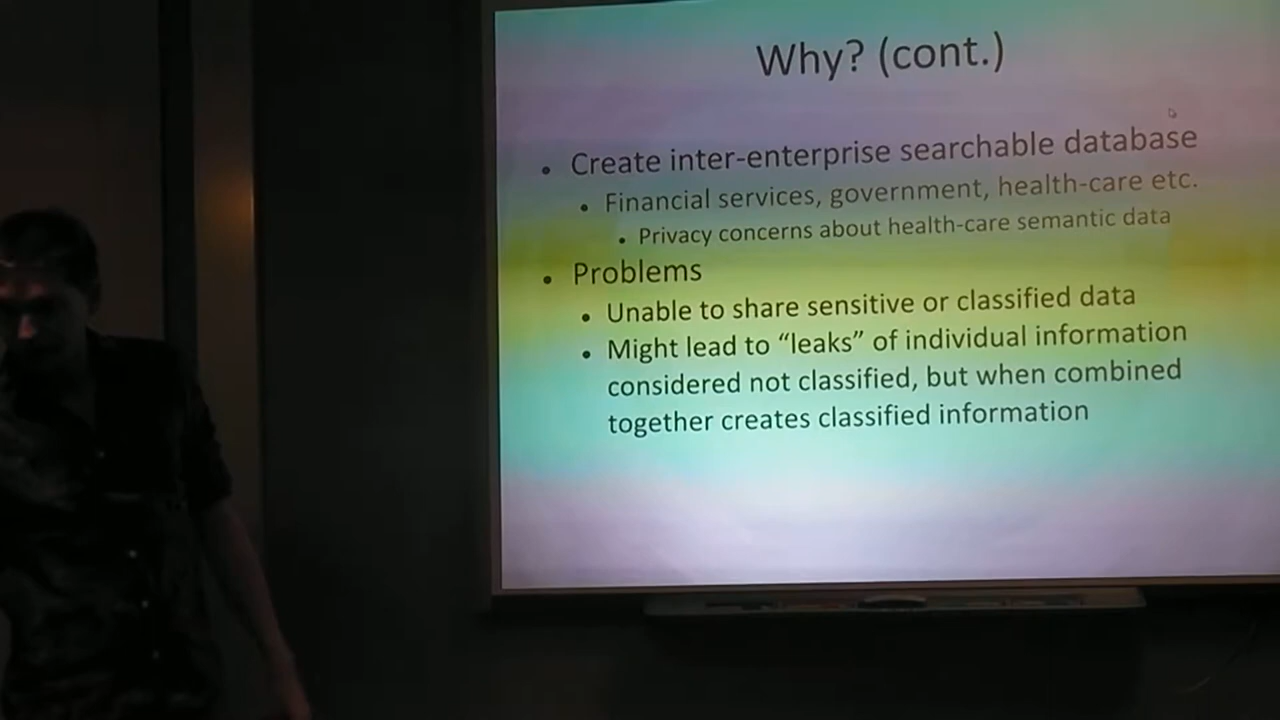 Why? (cont.)
• Create inter-enterprise searchable database
• Financial services, government, health-care etc.
• Privacy concerns about health-care semantic data
• Problems
• Unable to share sensitive or classified data
• Might lead to “leaks” of individual information
considered not classified, but when combined
together creates classified information